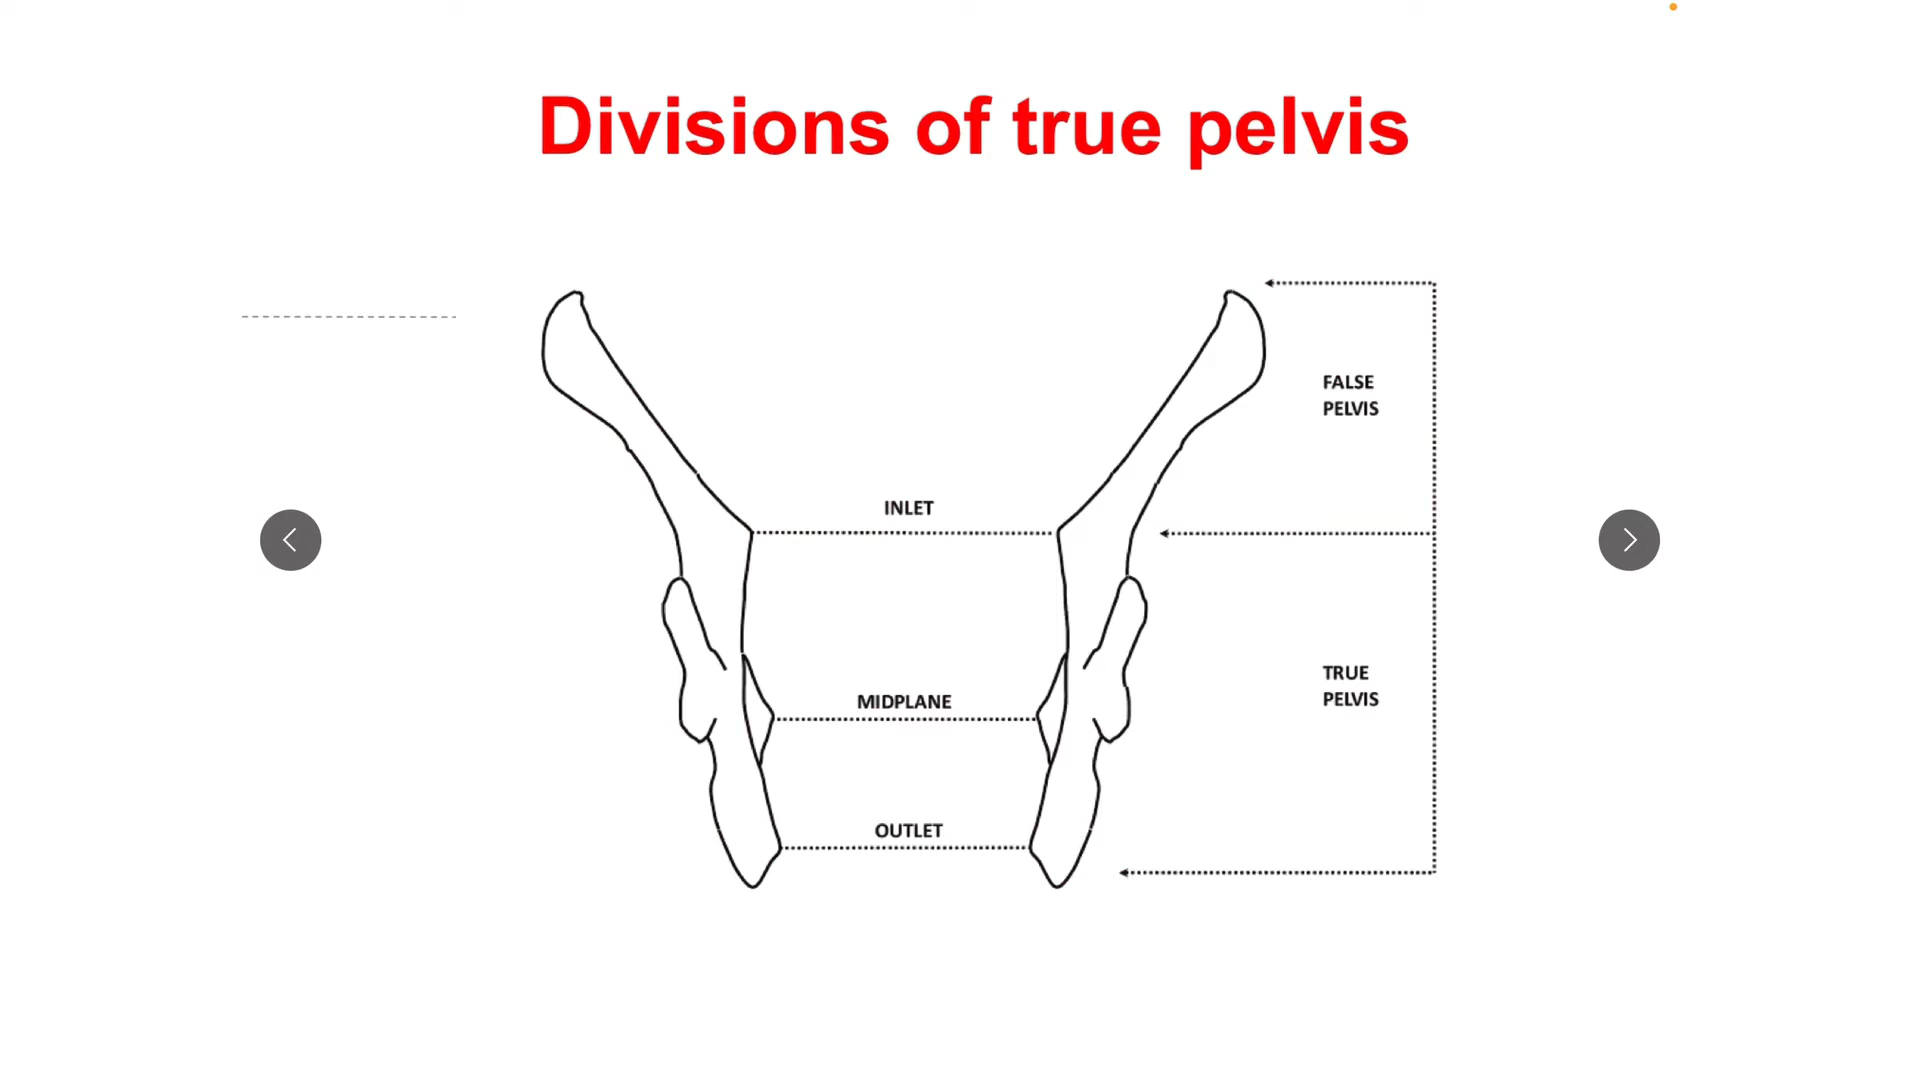 Divisions of true pelvis
FALSE
PELVIS
INLET
TRUE
PELVIS
MIDPLANE
OUTLET